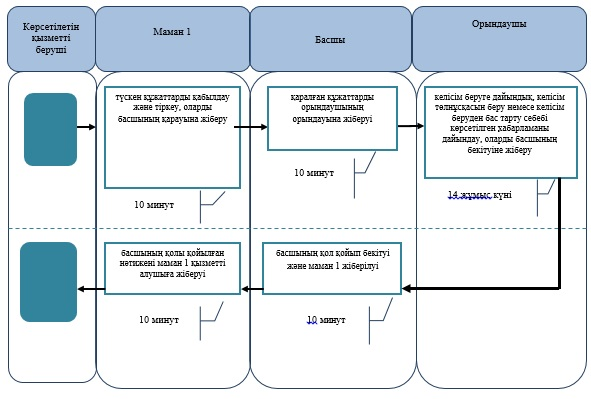 Көрсетілетін
қызметті
беруші
Маман 1
Басшы
Орындаушы
түскен құжаттарды қабылдау
және тіркеу, оларды
басшының қарауына жіберу
10 минут
қаралған құжаттарды
орындаушының
орындауына жіберуі
10 минут
келісім беруге дайындық, келісім
телнұсқасын беру немесе келісім
беруден бас тарту себебі
көрсетілген хабарламаны
дайындау, оларды басшының
бекітуіне жіберу
14 жұмыс күні
басшының қолы қойылған
нәтижені маман 1 қызметті
алушыға жіберуі
10 минут
басшының қол қойып бекітуі
және маман 1 жіберілуі
10 минут